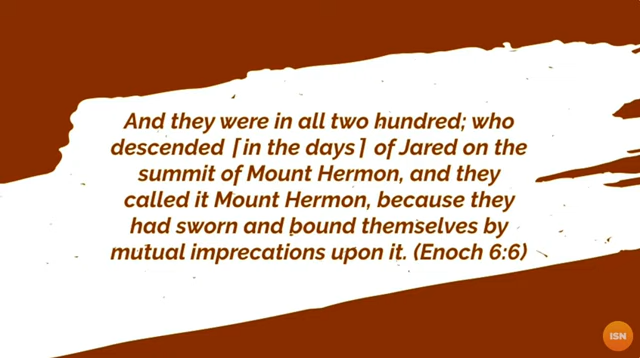 And they were in all two hundred; who
descended ⌈in the days⌉ of Jared on the
summit of Mount Hermon, and they
called it Mount Hermon, because they
had sworn and bound themselves by
mutual imprecations upon it. (Enoch 6:6)
ISN